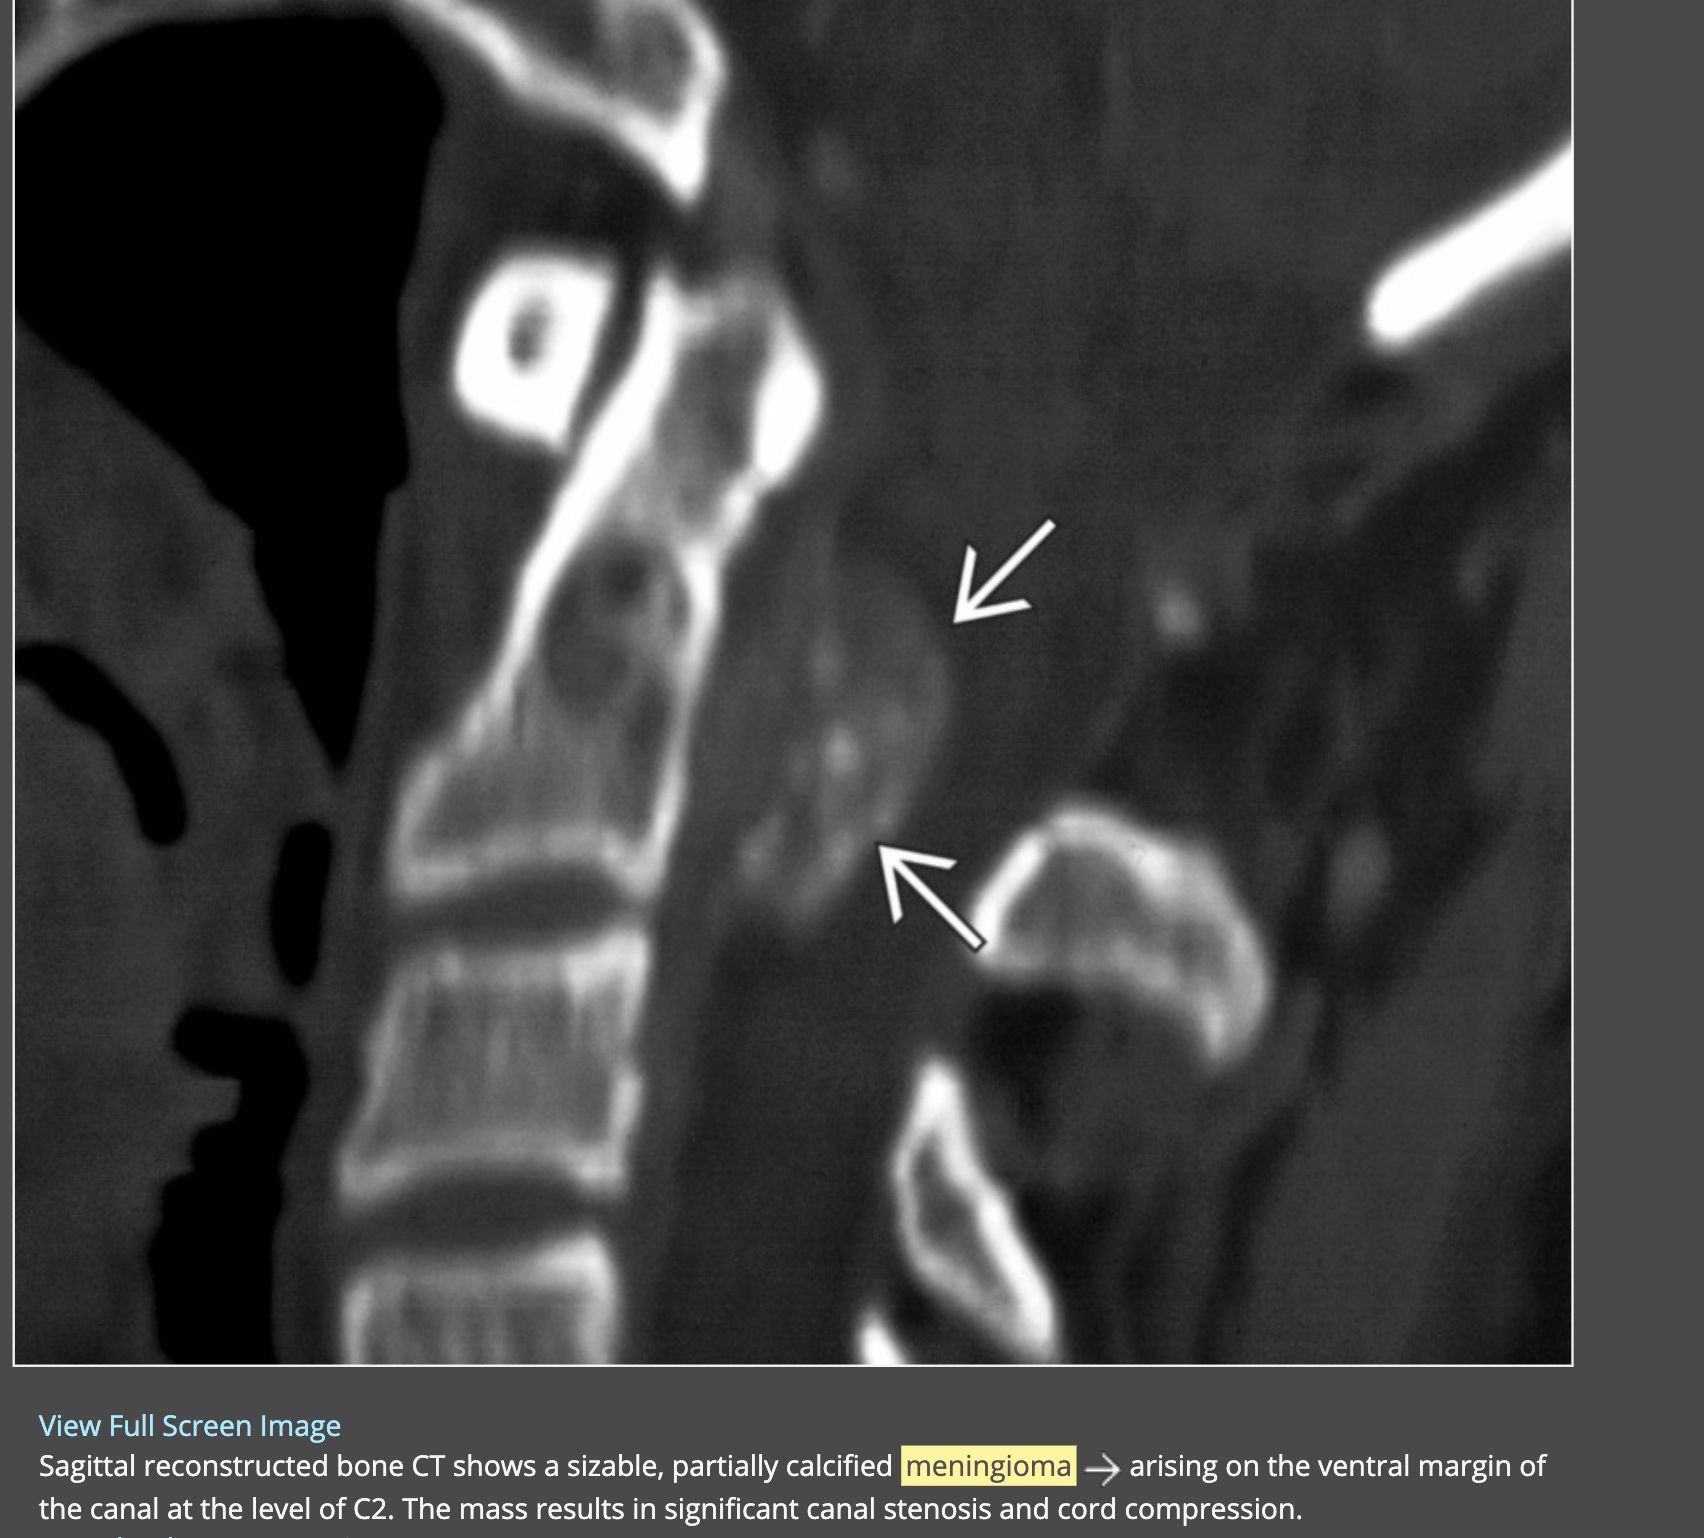 View Full Screen Image
Sagittal reconstructed bone CT shows a sizable, partially calcified meningioma → arising on the ventral margin of
the canal at the level of C2. The mass results in significant canal stenosis and cord compression.